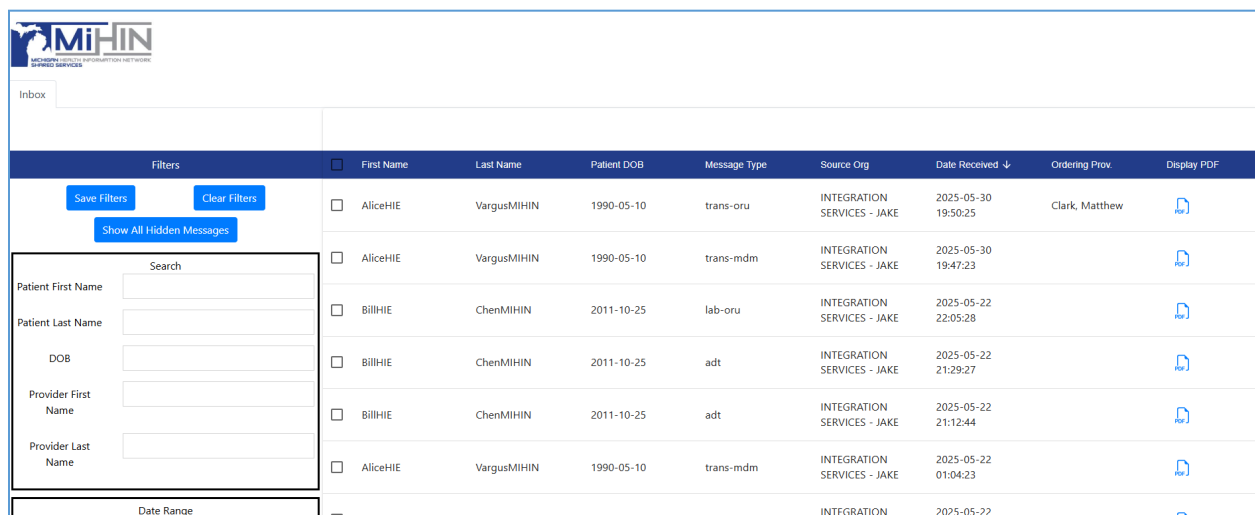 MiHIN
MICHIGAN HEALTH INFORMATION NETWORK
SHARED SERVICES
Inbox
Filters
Save Filters
Clear Filters
Show All Hidden Messages
Search
Patient First Name
Patient Last Name
DOB
Provider First
Name
Provider Last
Name
Date Range
First Name Last Name Patient DOB Message Type Source Org Date Received ↓ Ordering Prov. Display PDF
AliceHIE VargusMIHIN 1990-05-10 trans-oru INTEGRATION 2025-05-30 Clark, Matthew PDF
SERVICES - JAKE 19:50:25
AliceHIE VargusMIHIN 1990-05-10 trans-mdm INTEGRATION 2025-05-30 PDF
SERVICES - JAKE 19:47:23
BillHIE ChenMIHIN 2011-10-25 lab-oru INTEGRATION 2025-05-22 PDF
SERVICES - JAKE 22:05:28
BillHIE ChenMIHIN 2011-10-25 adt INTEGRATION 2025-05-22 PDF
SERVICES - JAKE 21:29:27
BillHIE ChenMIHIN 2011-10-25 adt INTEGRATION 2025-05-22 PDF
SERVICES - JAKE 21:12:44
AliceHIE VargusMIHIN 1990-05-10 trans-mdm INTEGRATION 2025-05-22 PDF
SERVICES - JAKE 01:04:23
INTEGRATION 2025-05-22